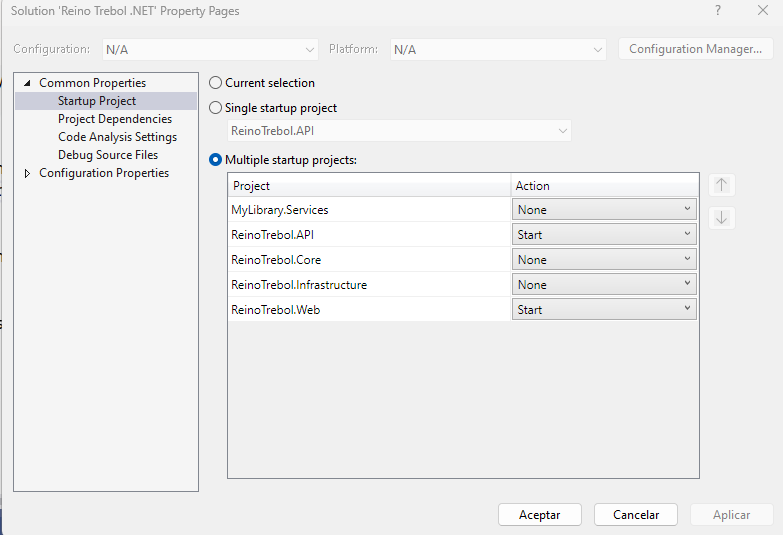 Solution 'Reino Trebol .NET' Property Pages
?
Configuration: N/A Platform: N/A Configuration Manager...
Common Properties
Startup Project
Project Dependencies
Code Analysis Settings
Debug Source Files
Configuration Properties
Current selection
Single startup project
ReinoTrebol.API
Multiple startup projects:
Project Action
MyLibrary.Services None
ReinoTrebol.API Start
ReinoTrebol.Core None
ReinoTrebol.Infrastructure None
ReinoTrebol.Web Start
Aceptar Cancelar Aplicar